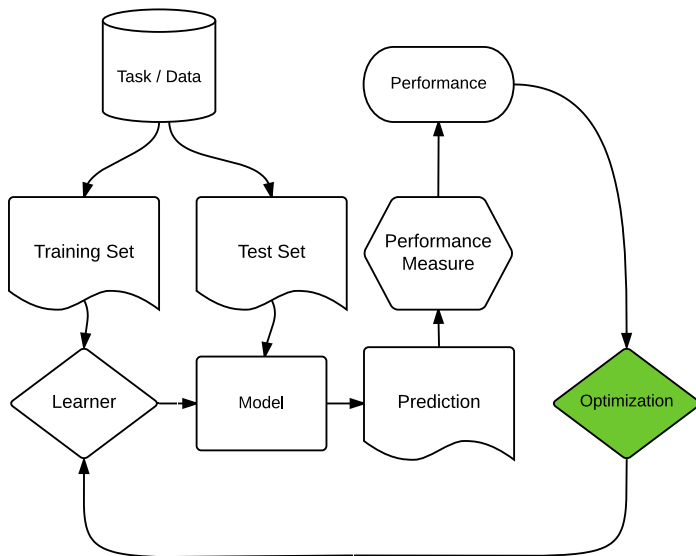 Task / Data
Performance
Training Set
Test Set
Performance
Measure
Learner
Model
Prediction
Optimization